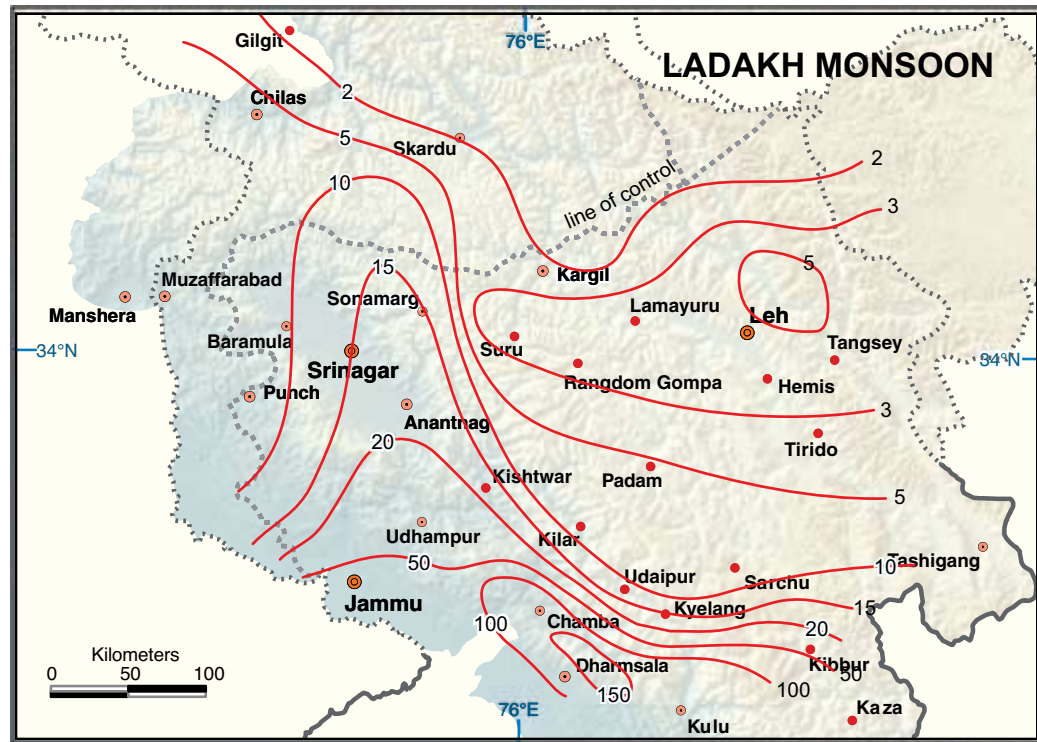 76°E
Gilgit
LADAKH MONSOON
2
Chilas
5
Skardu
2
10
line of control
3
15
5
Kargil
Muzaffarabad
Sonamarg
Manshera
Lamayuru
Leh
Baramula
Suru
Tangsey
34°N
34°N
Srinagar
Rangdom Gompa
Hemis
Punch
3
Anantnag
20
Tirido
Kishtwar
Padam
5
Udhampur
Kilar
Tashigang
50
10
Udaipur
Sarchu
Jammu
Kyelang
15
100
Chamba
20
Kilometers
Dharmsala
Kibbur
50
0 50 100
150
100
76°E
Kaza
Kulu